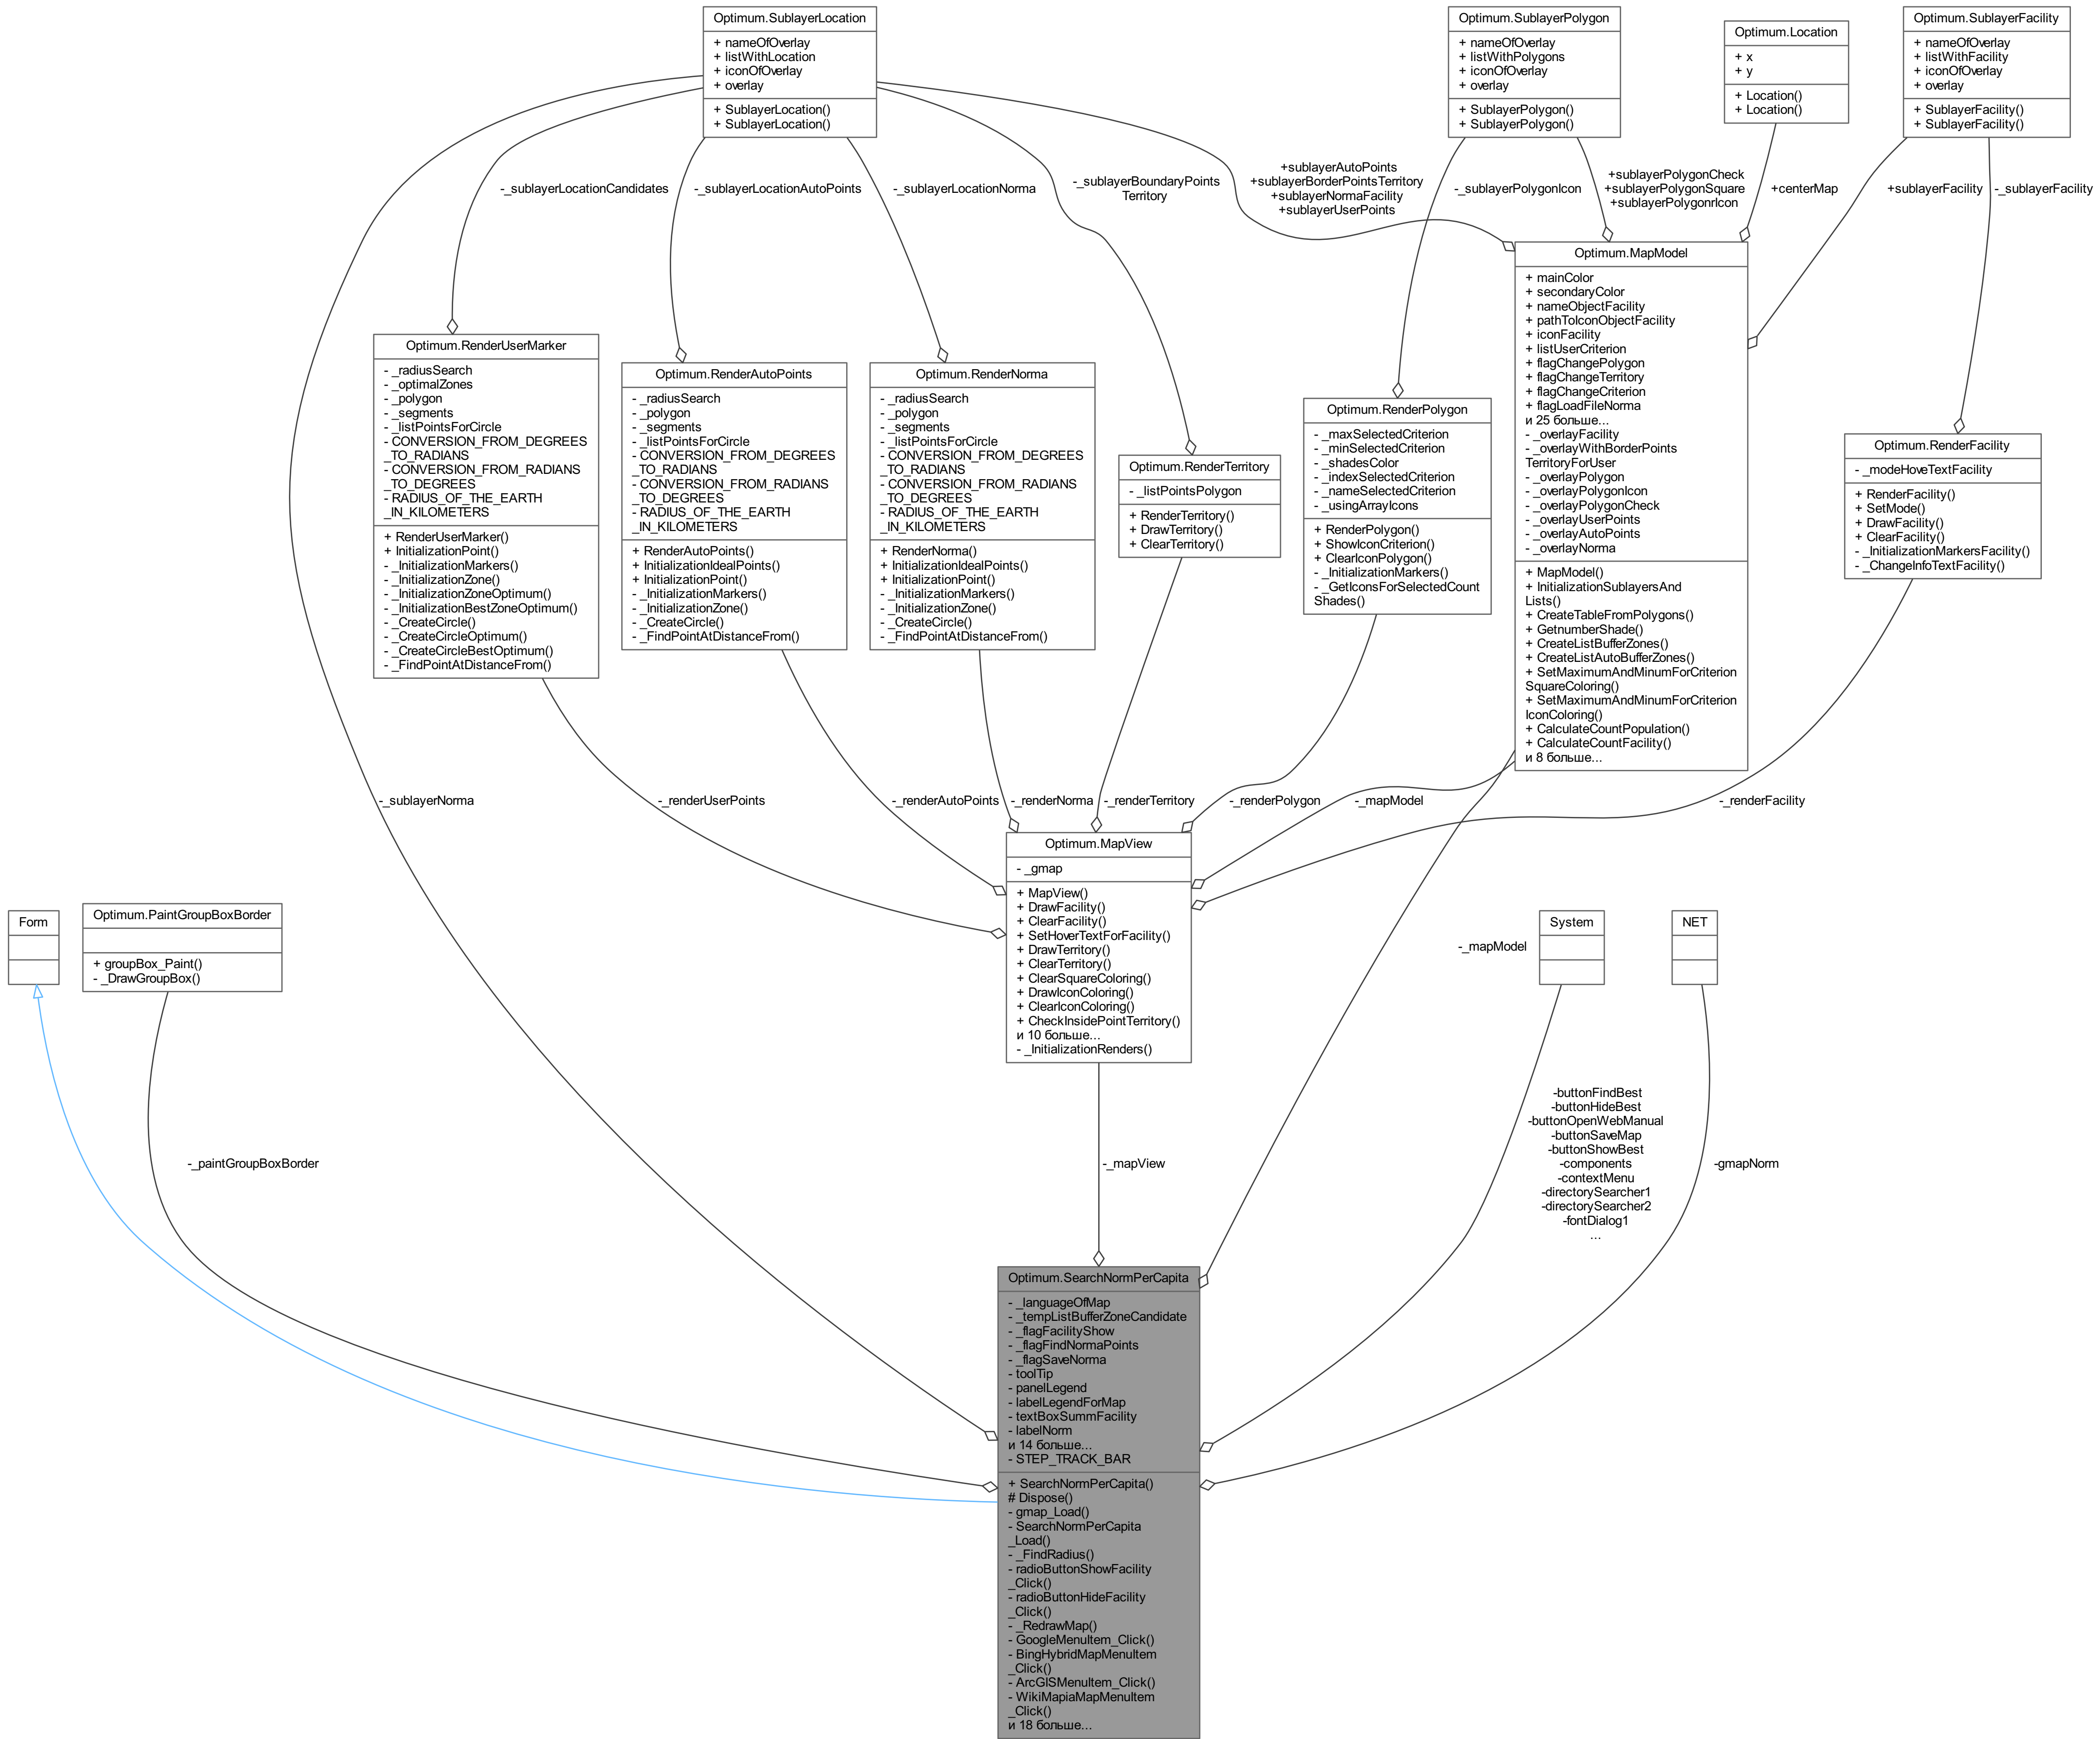 Optimum.SublayerLocation
+ nameOfOverlay
+ listWithLocation
+ iconOfOverlay
+ overlay
+ SublayerLocation()
+ SublayerLocation()
Optimum.SublayerPolygon
+ nameOfOverlay
+ listWithPolygons
+ iconOfOverlay
+ overlay
+ SublayerPolygon()
+ SublayerPolygon()
Optimum.Location
+ x
+ y
+ Location()
+ Location()
Optimum.SublayerFacility
+ nameOfOverlay
+ listWithFacility
+ iconOfOverlay
+ overlay
+ SublayerFacility()
+ SublayerFacility()
-_sublayerLocationCandidates
-_sublayerLocationAutoPoints
-_sublayerLocationNorma
-_sublayerBoundaryPoints
Territory
+sublayerAutoPoints
+sublayerBorderPointsTerritory
+sublayerNormaFacility
+sublayerUserPoints
-_sublayerPolygonIcon
+sublayerPolygonCheck
+sublayerPolygonSquare
+sublayerPolygonrIcon
+centerMap
+sublayerFacility
-_sublayerFacility
Optimum.RenderUserMarker
- _radiusSearch
- _optimalZones
- _polygon
- _segments
- _listPointsForCircle
- CONVERSION_FROM_DEGREES
_TO_RADIANS
- CONVERSION_FROM_RADIANS
_TO_DEGREES
- RADIUS_OF_THE_EARTH
_IN_KILOMETERS
+ RenderUserMarker()
+ InitializationPoint()
- _InitializationMarkers()
- _InitializationZone()
- _InitializationZoneOptimum()
- _InitializationBestZoneOptimum()
- _CreateCircle()
- _CreateCircleOptimum()
- _CreateCircleBestOptimum()
- _FindPointAtDistanceFrom()
Optimum.RenderAutoPoints
- _radiusSearch
- _polygon
- _segments
- _listPointsForCircle
- CONVERSION_FROM_DEGREES
_TO_RADIANS
- CONVERSION_FROM_RADIANS
_TO_DEGREES
- RADIUS_OF_THE_EARTH
_IN_KILOMETERS
+ RenderAutoPoints()
+ InitializationIdealPoints()
+ InitializationPoint()
- _InitializationMarkers()
- _InitializationZone()
- _CreateCircle()
- _FindPointAtDistanceFrom()
Optimum.RenderNorma
- _radiusSearch
- _polygon
- _segments
- _listPointsForCircle
- CONVERSION_FROM_DEGREES
_TO_RADIANS
- CONVERSION_FROM_RADIANS
_TO_DEGREES
- RADIUS_OF_THE_EARTH
_IN_KILOMETERS
+ RenderNorma()
+ InitializationIdealPoints()
+ InitializationPoint()
- _InitializationMarkers()
- _InitializationZone()
- _CreateCircle()
- _FindPointAtDistanceFrom()
Optimum.RenderTerritory
- _listPointsPolygon
+ RenderTerritory()
+ DrawTerritory()
+ ClearTerritory()
Optimum.RenderPolygon
- _maxSelectedCriterion
- _minSelectedCriterion
- _shadesColor
- _indexSelectedCriterion
- _nameSelectedCriterion
- _usingArrayIcons
+ RenderPolygon()
+ ShowIconCriterion()
+ ClearIconPolygon()
- _InitializationMarkers()
- _GetIconsForSelectedCount
Shades()
Optimum.MapModel
+ mainColor
+ secondaryColor
+ nameObjectFacility
+ pathToIconObjectFacility
+ iconFacility
+ listUserCriterion
+ flagChangePolygon
+ flagChangeTerritory
+ flagChangeCriterion
+ flagLoadFileNorma
и 25 больше...
- _overlayFacility
- _overlayWithBorderPoints
TerritoryForUser
- _overlayPolygon
- _overlayPolygonIcon
- _overlayPolygonCheck
- _overlayUserPoints
- _overlayAutoPoints
- _overlayNorma
+ MapModel()
+ InitializationSublayersAnd
Lists()
+ CreateTableFromPolygons()
+ GetnumberShade()
+ CreateListBufferZones()
+ CreateListAutoBufferZones()
+ SetMaximumAndMinumForCriterion
SquareColoring()
+ SetMaximumAndMinumForCriterion
IconColoring()
+ CalculateCountPopulation()
+ CalculateCountFacility()
и 8 больше...
Optimum.RenderFacility
- _modeHoveTextFacility
+ RenderFacility()
+ SetMode()
+ DrawFacility()
+ ClearFacility()
- _InitializationMarkersFacility()
- _ChangeInfoTextFacility()
-_sublayerNorma
-_renderUserPoints
-_renderAutoPoints
-_renderNorma
-_renderTerritory
-_renderPolygon
-_mapModel
-_renderFacility
Optimum.MapView
- _gmap
+ MapView()
+ DrawFacility()
+ ClearFacility()
+ SetHoverTextForFacility()
+ DrawTerritory()
+ ClearTerritory()
+ ClearSquareColoring()
+ DrawIconColoring()
+ ClearIconColoring()
+ CheckInsidePointTerritory()
и 10 больше...
- _InitializationRenders()
Form
Optimum.PaintGroupBoxBorder
+ groupBox_Paint()
- _DrawGroupBox()
System
NET
-_mapModel
-_paintGroupBoxBorder
-_mapView
-buttonFindBest
-buttonHideBest
-buttonOpenWebManual
-buttonSaveMap
-buttonShowBest
-components
-contextMenu
-directorySearcher1
-directorySearcher2
-fontDialog1
...
-gmapNorm
Optimum.SearchNormPerCapita
- _languageOfMap
- _tempListBufferZoneCandidate
- _flagFacilityShow
- _flagFindNormaPoints
- _flagSaveNorma
- toolTip
- panelLegend
- labelLegendForMap
- textBoxSummFacility
- labelNorm
и 14 больше...
- STEP_TRACK_BAR
+ SearchNormPerCapita()
# Dispose()
- gmap_Load()
- SearchNormPerCapita
_Load()
- _FindRadius()
- radioButtonShowFacility
_Click()
- radioButtonHideFacility
_Click()
- _RedrawMap()
- GoogleMenuItem_Click()
- BingHybridMapMenuItem
_Click()
- ArcGISMenuItem_Click()
- WikiMapiaMapMenuItem
_Click()
и 18 больше...